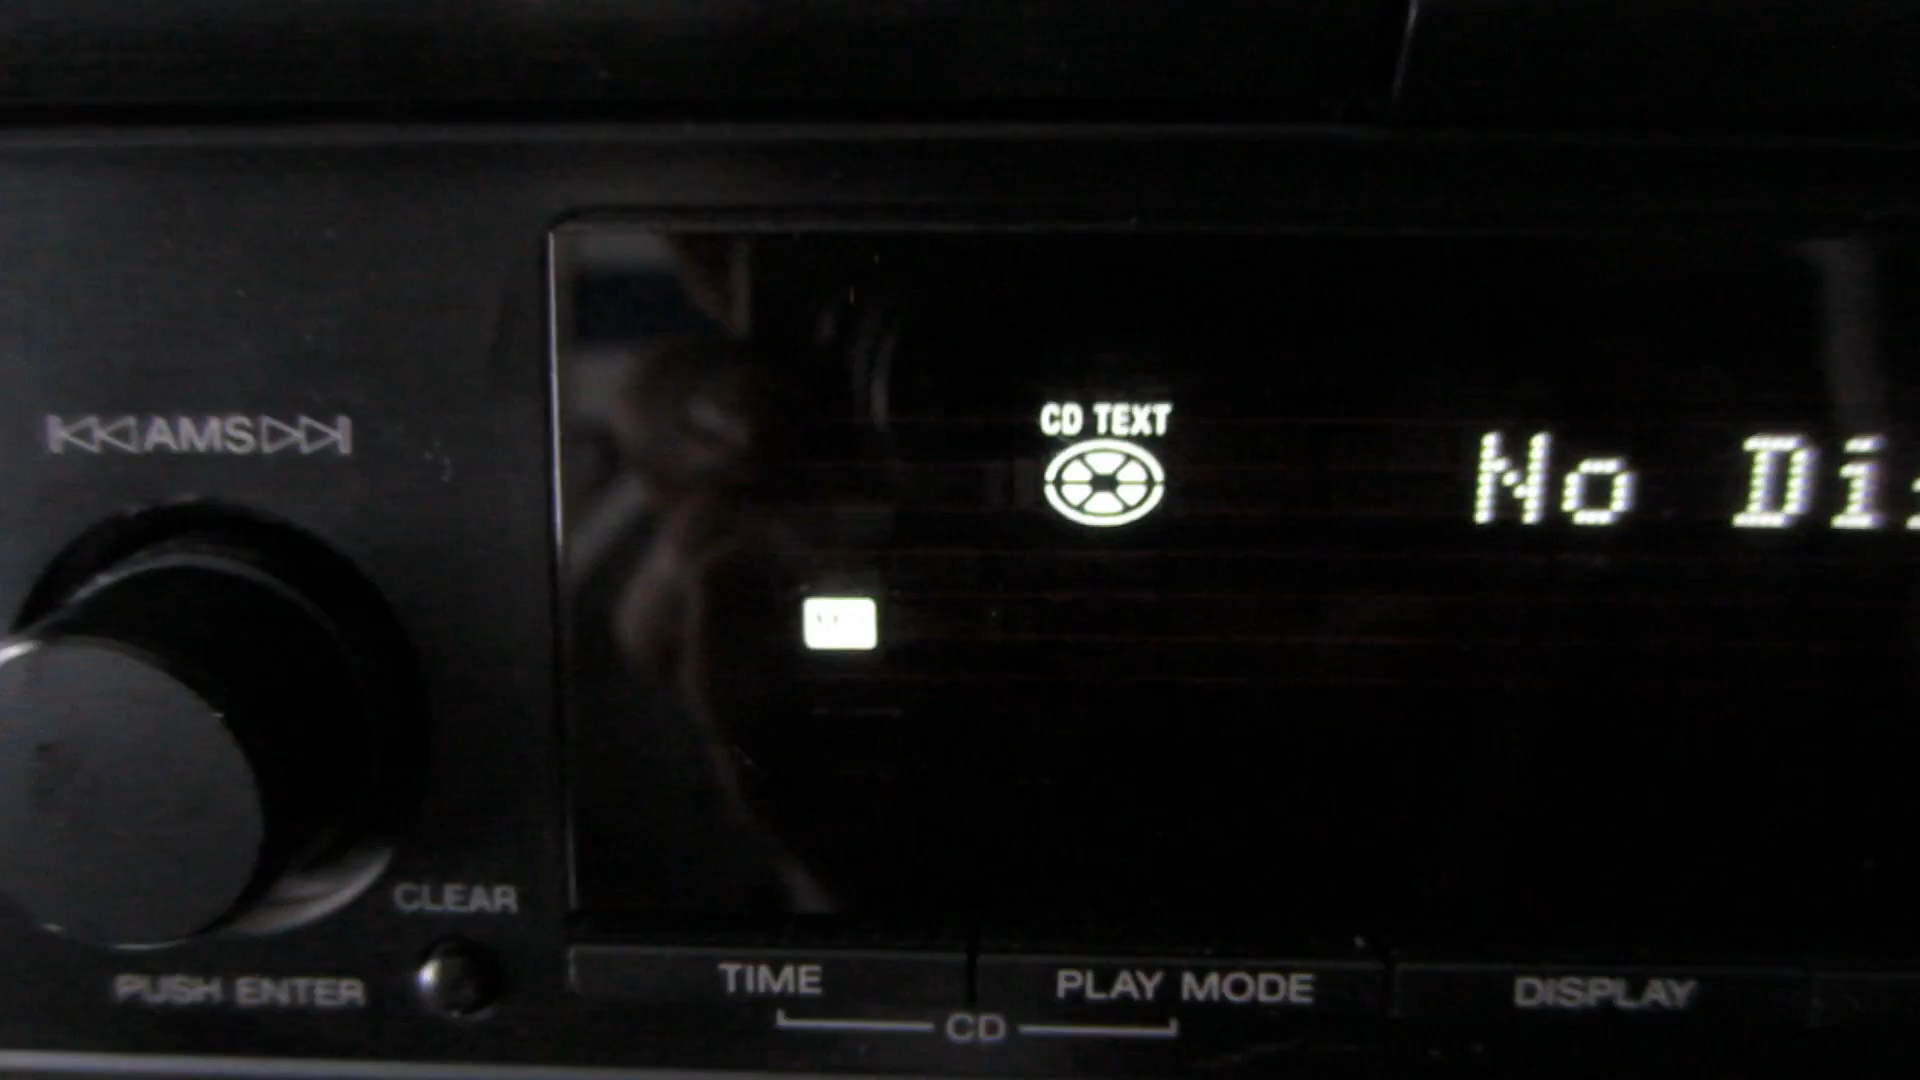 AMS
CD TEXT
No Di
CLEAR
PUSH ENTER
TIME
PLAY MODE
DISPLAY
CD